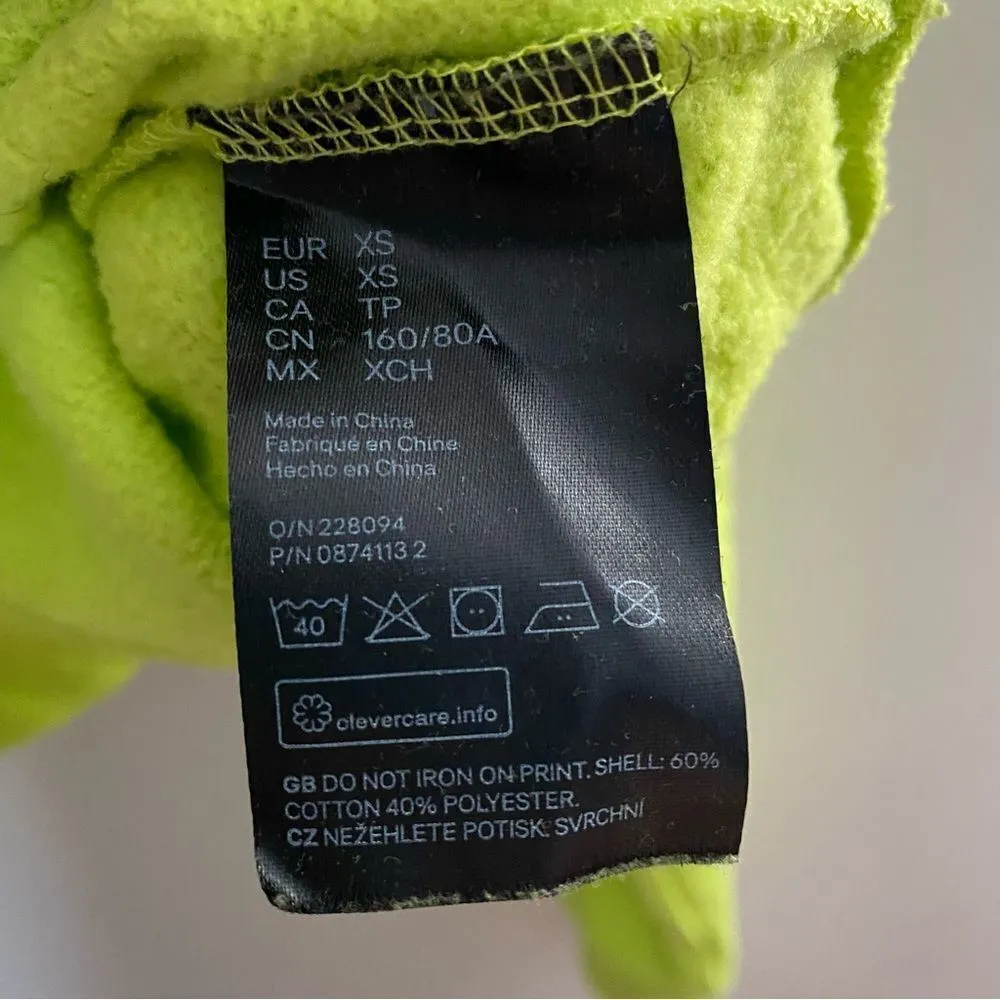 EUR XS
US XS
CA TP
CN 160/80A
MX XCH
Made in China
Fabriqué en Chine
Hecho en China
O/N 228094
P/N 0874113 2
40
clevercare.info
GB DO NOT IRON ON PRINT. SHELL: 60%
COTTON 40% POLYESTER.
CZ NEŽEHLETE POTISK. SVRCHNÍ